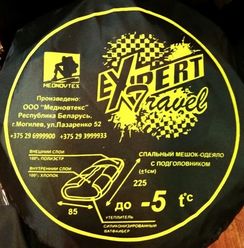 MEDNOVTEX
EXPERT
Travel
Произведено:
ООО "Медновтекс"
Республика Беларусь.
г.Могилев, ул.Лазаренко 52
+375 29 6999900  +375 29 3999933
ВНЕШНИЙ СЛОЙ
100% ПОЛИЭСТР
ВНУТРЕННИЙ СЛОЙ
100% ХЛОПОК
СПАЛЬНЫЙ МЕШОК-ОДЕЯЛО
С ПОДГОЛОВНИКОМ
(±1см)
225
85
до -5 t°c
УТЕПЛИТЕЛЬ
СИЛИКОНИЗИРОВАННЫЙ
ФАЙБЕР